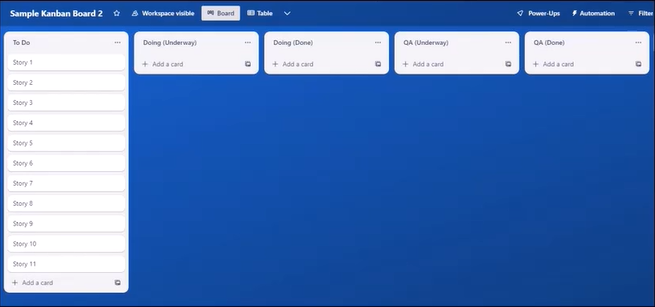 Sample Kanban Board 2 Workspace visible Board Table Power-Ups Automation Filter
To Do
Story 1
Story 2
Story 3
Story 4
Story 5
Story 6
Story 7
Story 8
Story 9
Story 10
Story 11
+ Add a card
Doing (Underway)
+ Add a card
Doing (Done)
+ Add a card
QA (Underway)
+ Add a card
QA (Done)
+ Add a card